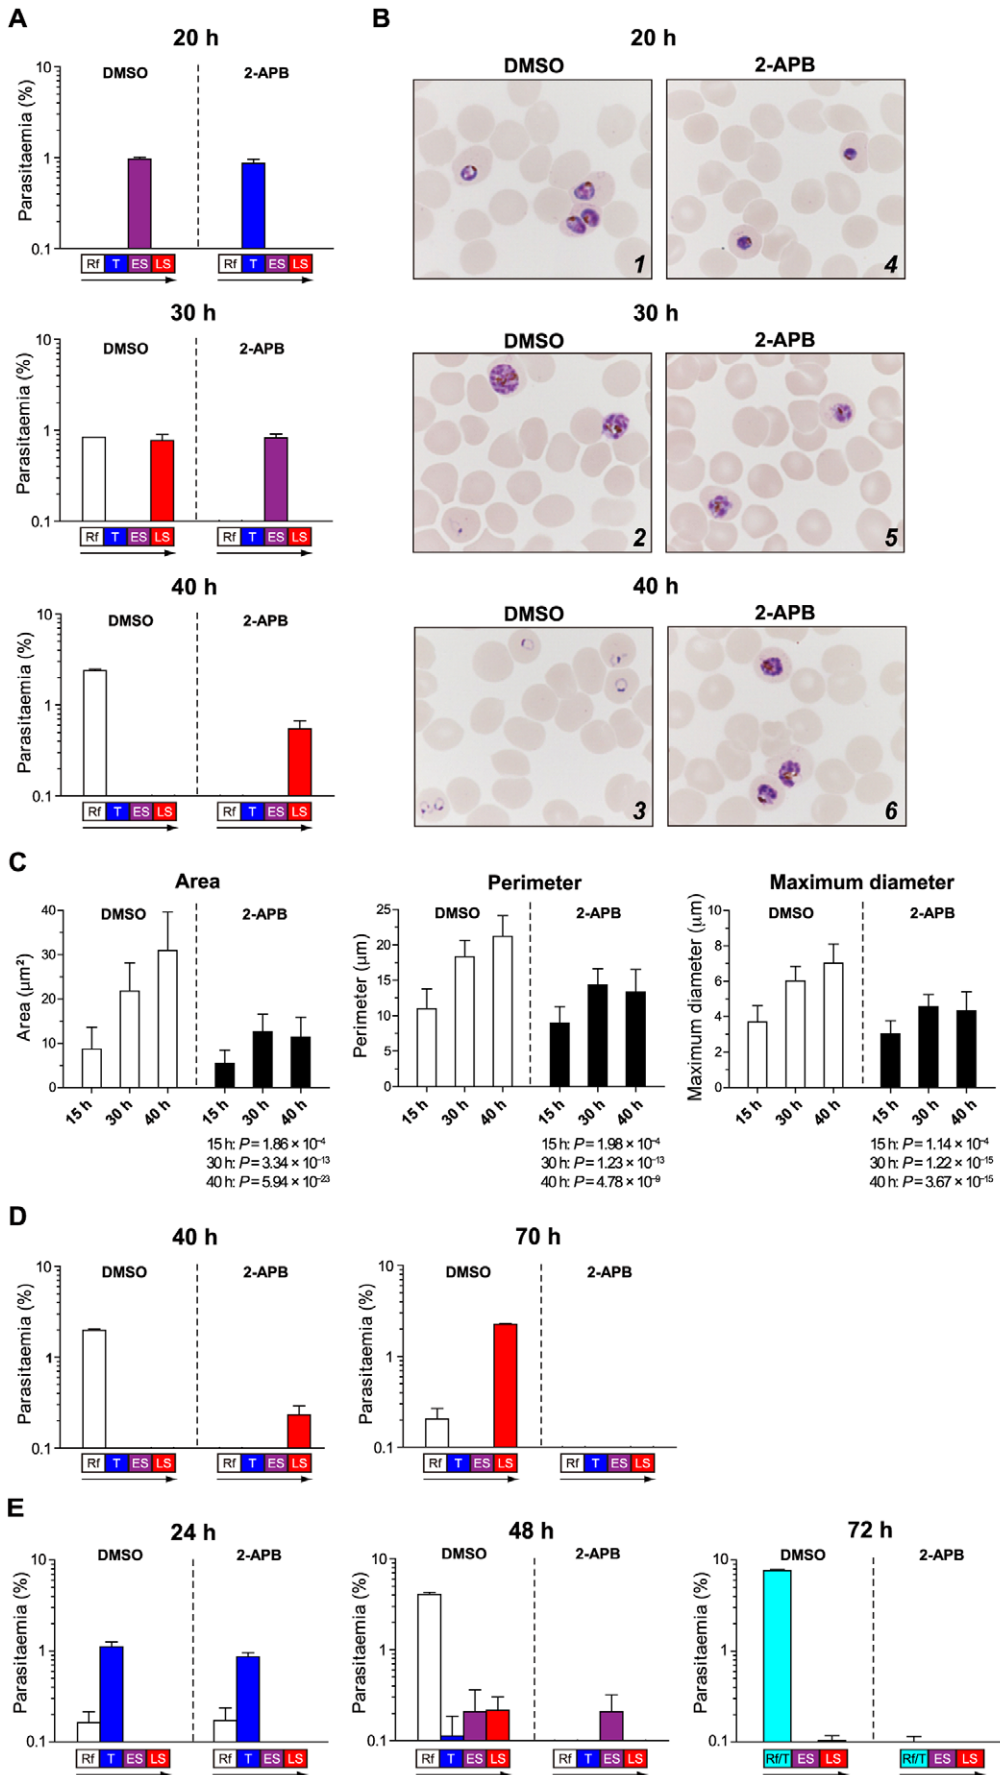 A
20 h
DMSO
2-APB
Parasitaemia (%)
10
1
0.1
Rf T ES LS
Rf T ES LS
30 h
DMSO
2-APB
Parasitaemia (%)
10
1
0.1
Rf T ES LS
Rf T ES LS
40 h
DMSO
2-APB
Parasitaemia (%)
10
1
0.1
Rf T ES LS
Rf T ES LS
B
20 h
DMSO
2-APB
1
4
30 h
DMSO
2-APB
2
5
40 h
DMSO
2-APB
3
6
C
Area
DMSO
2-APB
Area (µm²)
40
30
20
10
0
15 h 30 h 40 h
15 h 30 h 40 h
15 h: P = 1.86 × 10⁻⁴
30 h: P = 3.34 × 10⁻¹³
40 h: P = 5.94 × 10⁻²³
Perimeter
DMSO
2-APB
Perimeter (µm)
25
20
15
10
5
0
15 h 30 h 40 h
15 h 30 h 40 h
15 h: P = 1.98 × 10⁻⁴
30 h: P = 1.23 × 10⁻¹³
40 h: P = 4.78 × 10⁻⁹
Maximum diameter
DMSO
2-APB
Maximum diameter (µm)
10
8
6
4
2
0
15 h 30 h 40 h
15 h 30 h 40 h
15 h: P = 1.14 × 10⁻⁴
30 h: P = 1.22 × 10⁻¹⁵
40 h: P = 3.67 × 10⁻¹⁵
D
40 h
DMSO
2-APB
Parasitaemia (%)
10
1
0.1
Rf T ES LS
Rf T ES LS
70 h
DMSO
2-APB
Parasitaemia (%)
10
1
0.1
Rf T ES LS
Rf T ES LS
E
24 h
DMSO
2-APB
Parasitaemia (%)
10
1
0.1
Rf T ES LS
Rf T ES LS
48 h
DMSO
2-APB
Parasitaemia (%)
10
1
0.1
Rf T ES LS
Rf T ES LS
72 h
DMSO
2-APB
Parasitaemia (%)
10
1
0.1
Rf/T ES LS
Rf/T ES LS